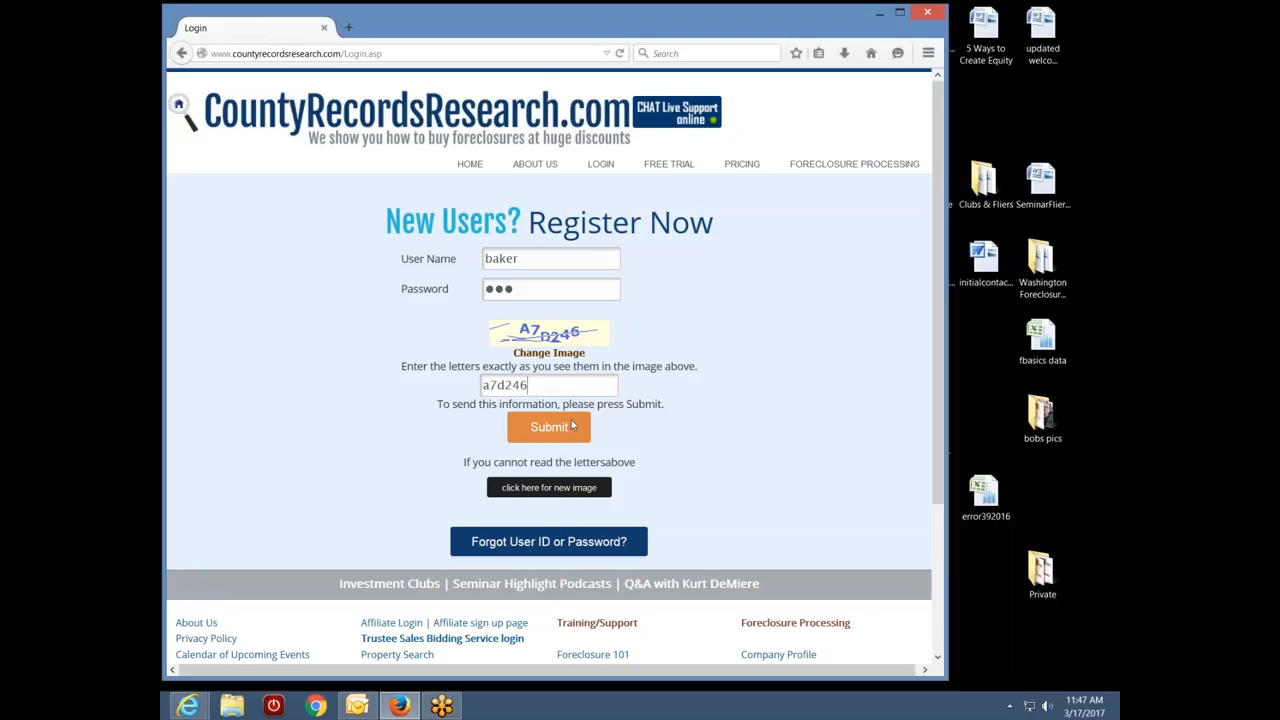 Login
www.countyrecordsresearch.com/Login.asp
Search
CountyRecordsResearch.com
CHAT Live Support
online
We show you how to buy foreclosures at huge discounts
HOME ABOUT US LOGIN FREE TRIAL PRICING FORECLOSURE PROCESSING
New Users? Register Now
User Name baker
Password
A7D246
Change Image
Enter the letters exactly as you see them in the image above.
a7d246
To send this information, please press Submit.
Submit
If you cannot read the lettersabove
click here for new image
Forgot User ID or Password?
Investment Clubs | Seminar Highlight Podcasts | Q&A with Kurt DeMiere
About Us Affiliate Login | Affiliate sign up page Training/Support Foreclosure Processing
Privacy Policy Trustee Sales Bidding Service login
Calendar of Upcoming Events Property Search Foreclosure 101 Company Profile
5 Ways to
Create Equity
updated
welco...
Clubs & Fliers
SeminarFlier...
initialcontac...
Washington
Foreclosur...
fbasics data
bobs pics
error392016
Private
11:47 AM
3/17/2017